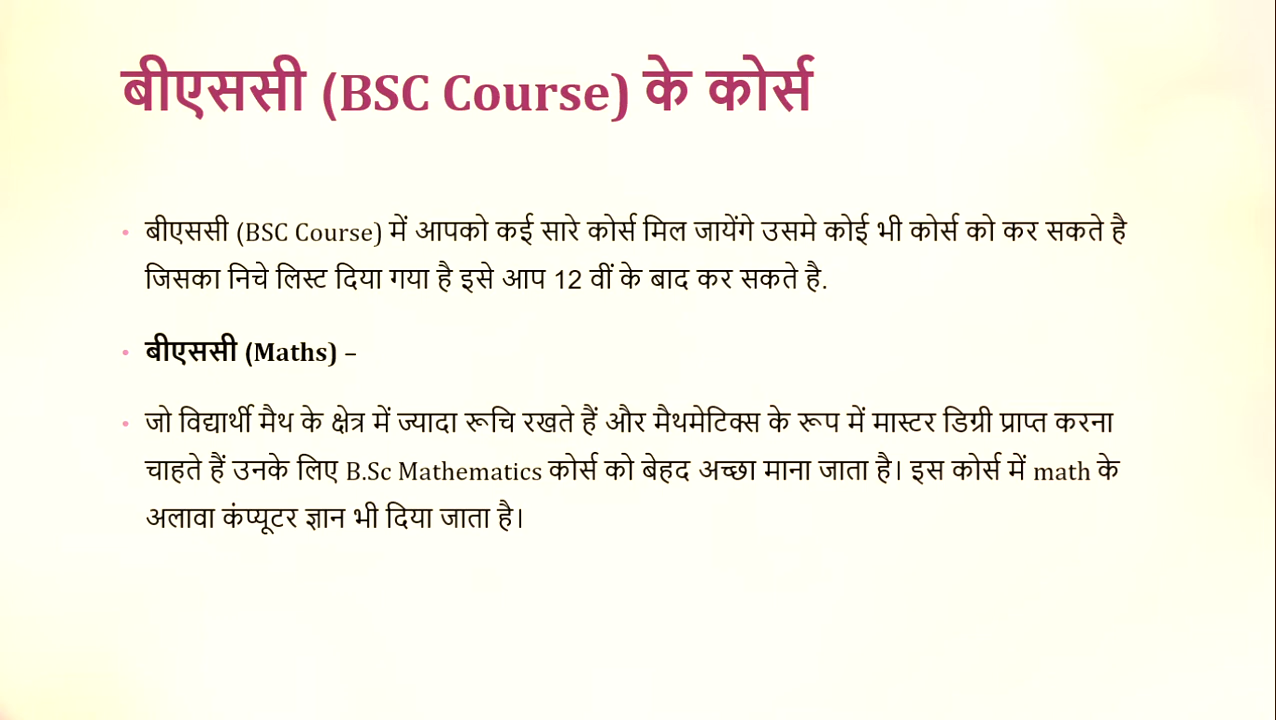 बीएससी (BSC Course) के कोर्स
• बीएससी (BSC Course) में आपको कई सारे कोर्स मिल जायेंगे उसमे कोई भी कोर्स को कर सकते है
जिसका निचे लिस्ट दिया गया है इसे आप 12 वीं के बाद कर सकते है.
• बीएससी (Maths) –
• जो विद्यार्थी मैथ के क्षेत्र में ज्यादा रूचि रखते हैं और मैथमेटिक्स के रूप में मास्टर डिग्री प्राप्त करना
चाहते हैं उनके लिए B.Sc Mathematics कोर्स को बेहद अच्छा माना जाता है। इस कोर्स में math के
अलावा कंप्यूटर ज्ञान भी दिया जाता है।